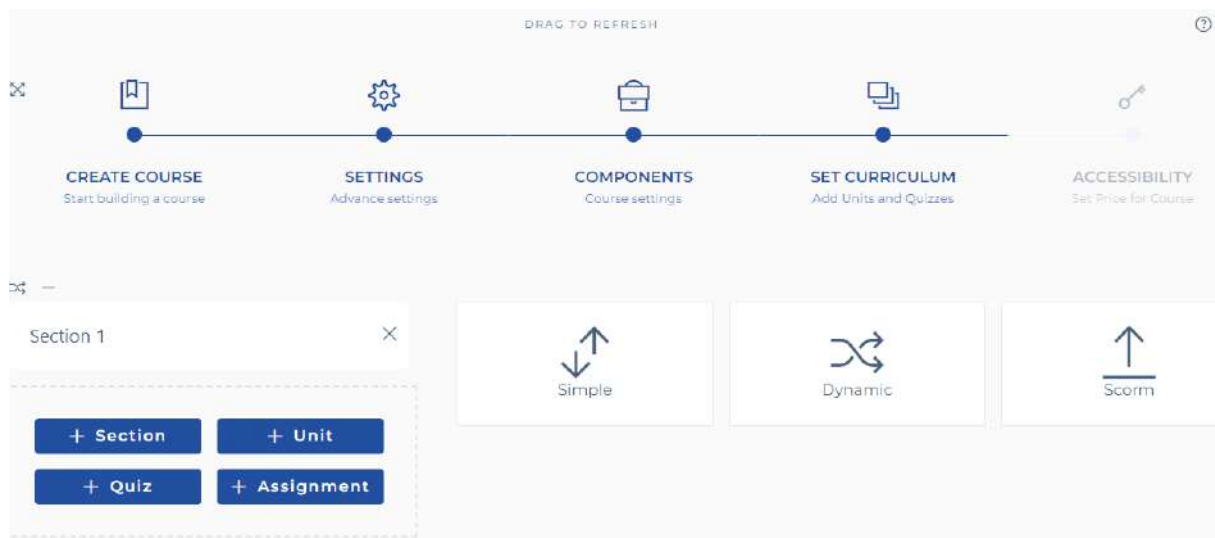 DRAG TO REFRESH
CREATE COURSE
Start building a course
SETTINGS
Advance settings
COMPONENTS
Course settings
SET CURRICULUM
Add Units and Quizzes
ACCESSIBILITY
Set Price for Course
Section 1
+ Section
+ Unit
+ Quiz
+ Assignment
Simple
Dynamic
Scorm